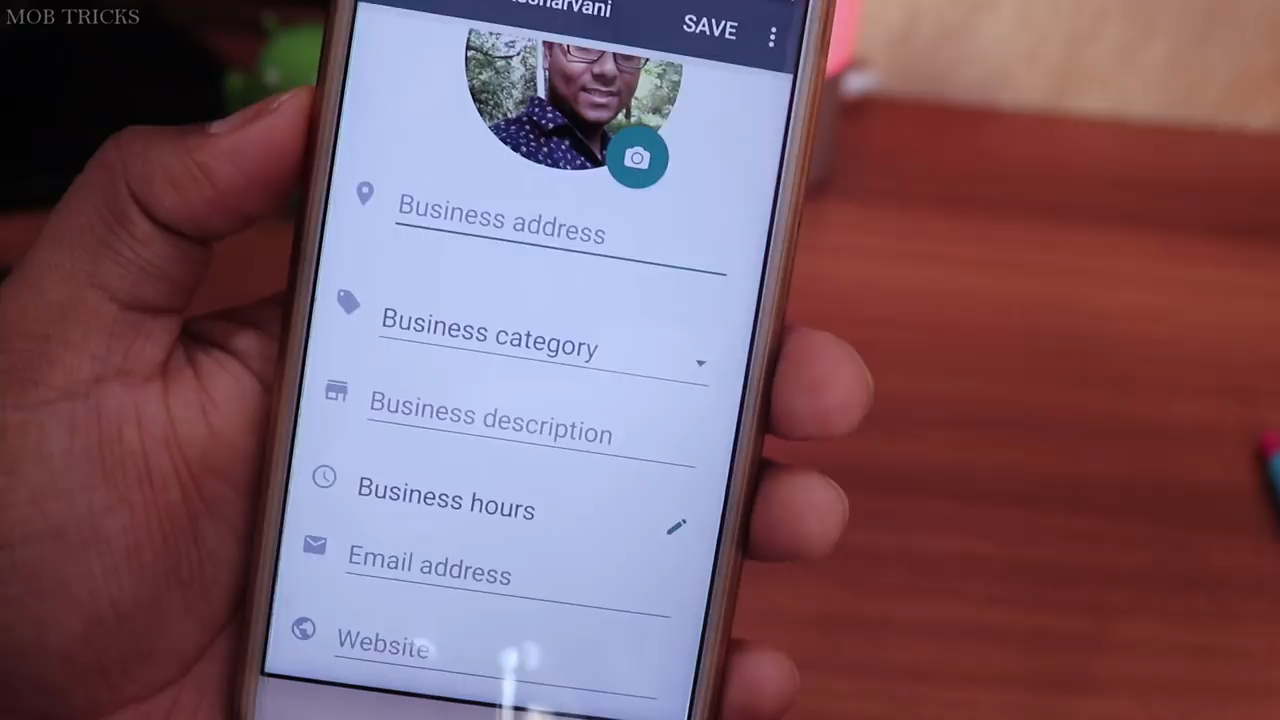 MOB TRICKS
SAVE
Business address
Business category
Business description
Business hours
Email address
Website